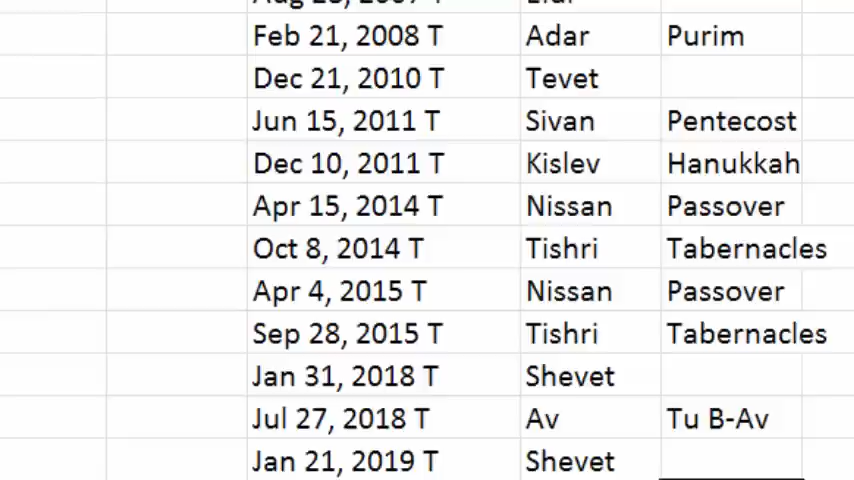 Feb 21, 2008 T Adar Purim
Dec 21, 2010 T Tevet
Jun 15, 2011 T Sivan Pentecost
Dec 10, 2011 T Kislev Hanukkah
Apr 15, 2014 T Nissan Passover
Oct 8, 2014 T Tishri Tabernacles
Apr 4, 2015 T Nissan Passover
Sep 28, 2015 T Tishri Tabernacles
Jan 31, 2018 T Shevet
Jul 27, 2018 T Av Tu B-Av
Jan 21, 2019 T Shevet